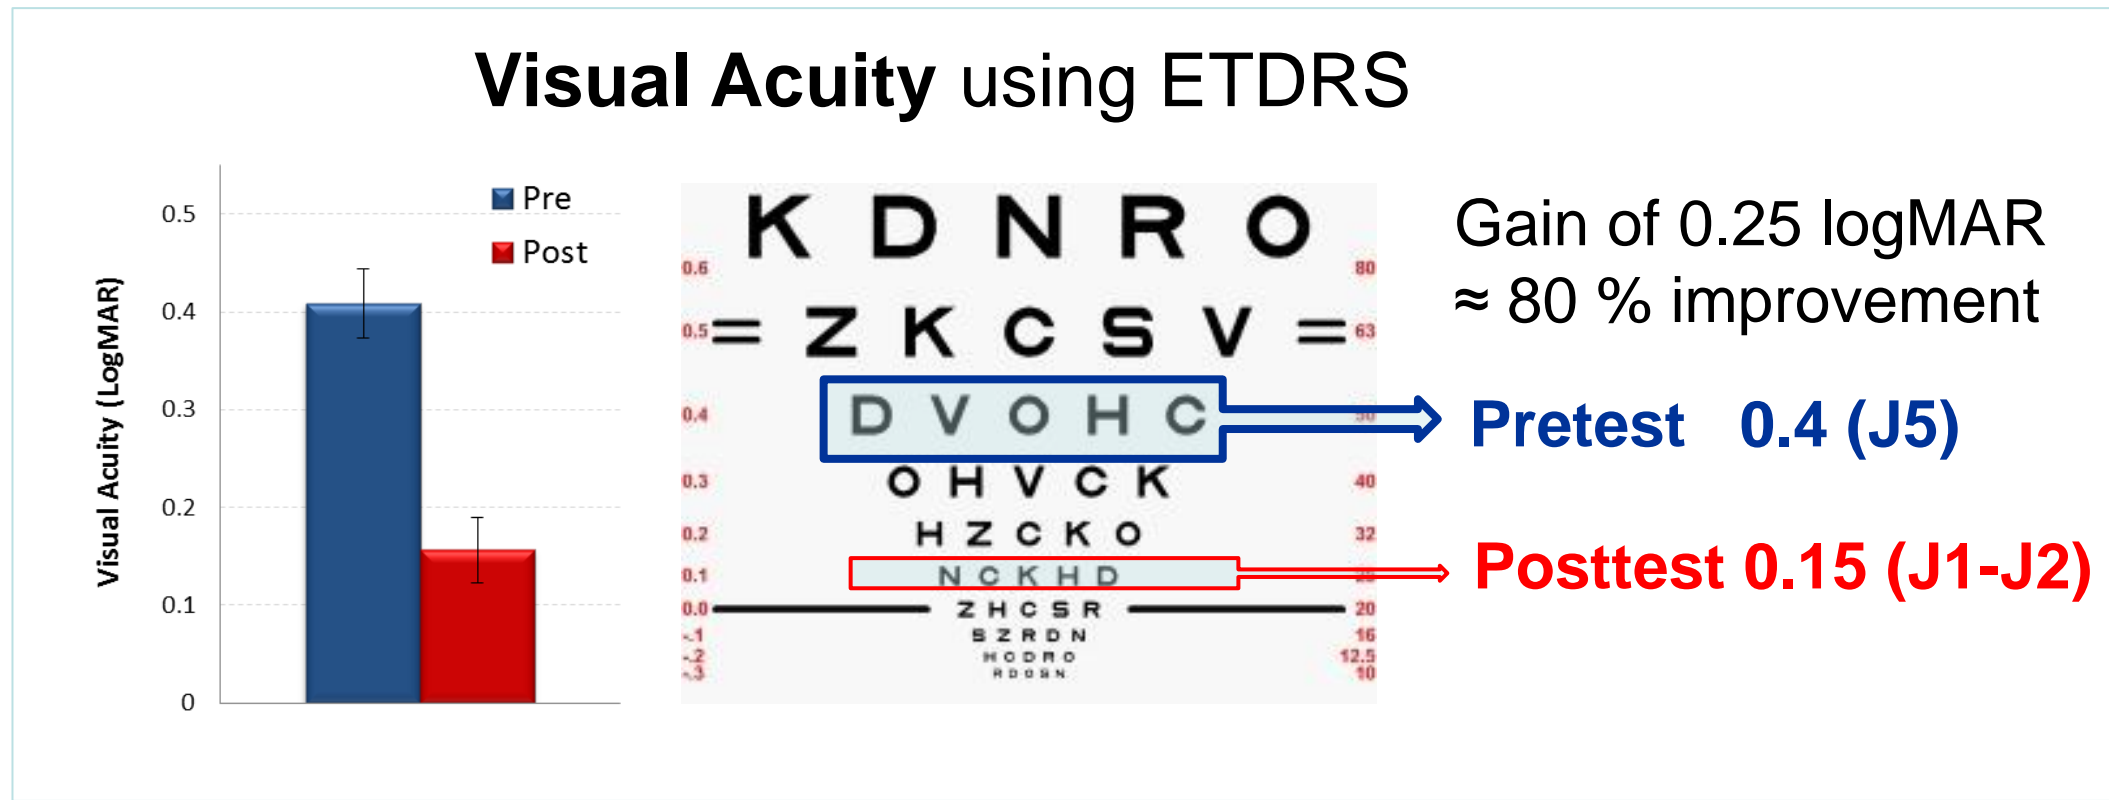 Visual Acuity using ETDRS
Visual Acuity (LogMAR)
0.5
0.4
0.3
0.2
0.1
0
Pre
Post
K D N R O
0.6 80
0.5 = Z K C S V = 63
0.4 D V O H C 50
0.3 O H V C K 40
0.2 H Z C K O 32
0.1 N C K H D
0.0 Z H C S R 20
-.1 S Z R D N 16
-.2 H C D R O 12.5
-.3 R D O S N 10
Gain of 0.25 logMAR
≈ 80 % improvement
Pretest 0.4 (J5)
Posttest 0.15 (J1-J2)